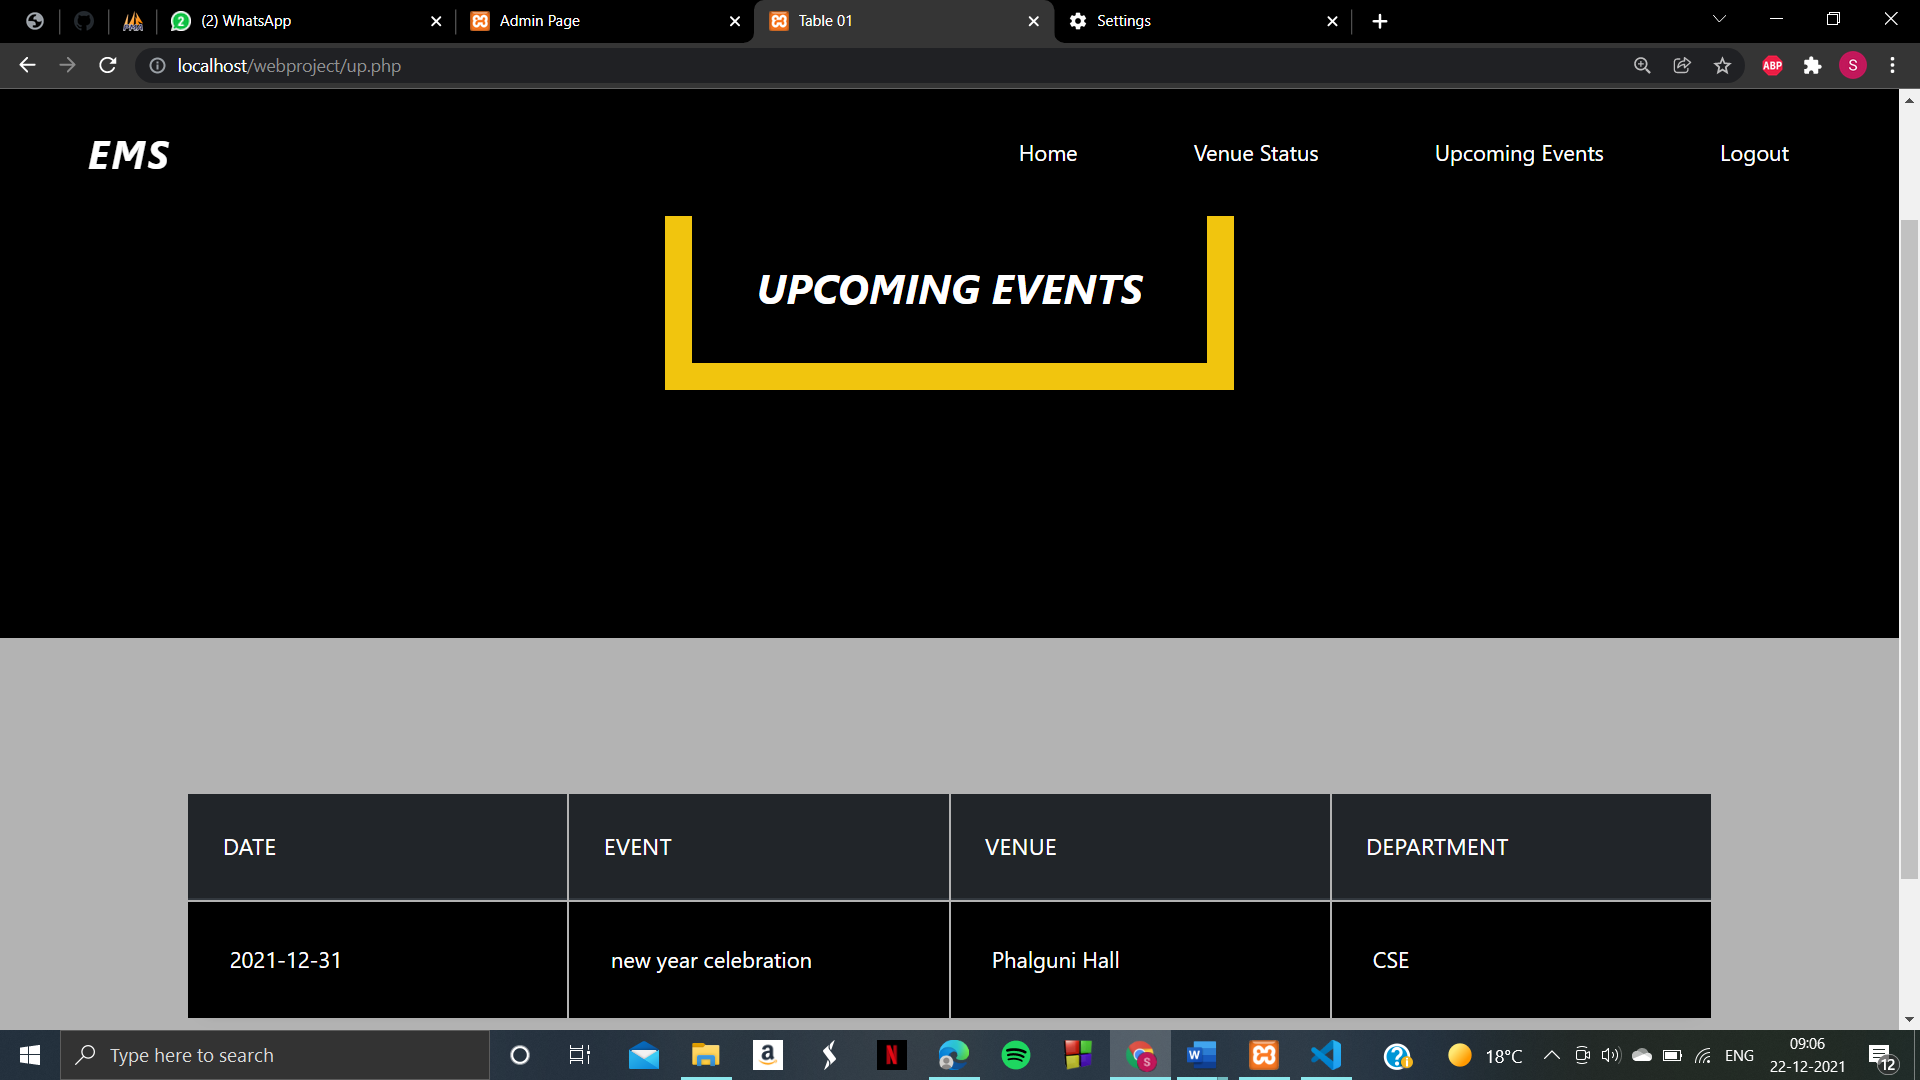 (2) WhatsApp
Admin Page
Table 01
Settings
localhost/webproject/up.php
ABP
S
EMS
Home
Venue Status
Upcoming Events
Logout
UPCOMING EVENTS
DATE EVENT VENUE DEPARTMENT
2021-12-31 new year celebration Phalguni Hall CSE
Type here to search
18°C
ENG
09:06
22-12-2021
12